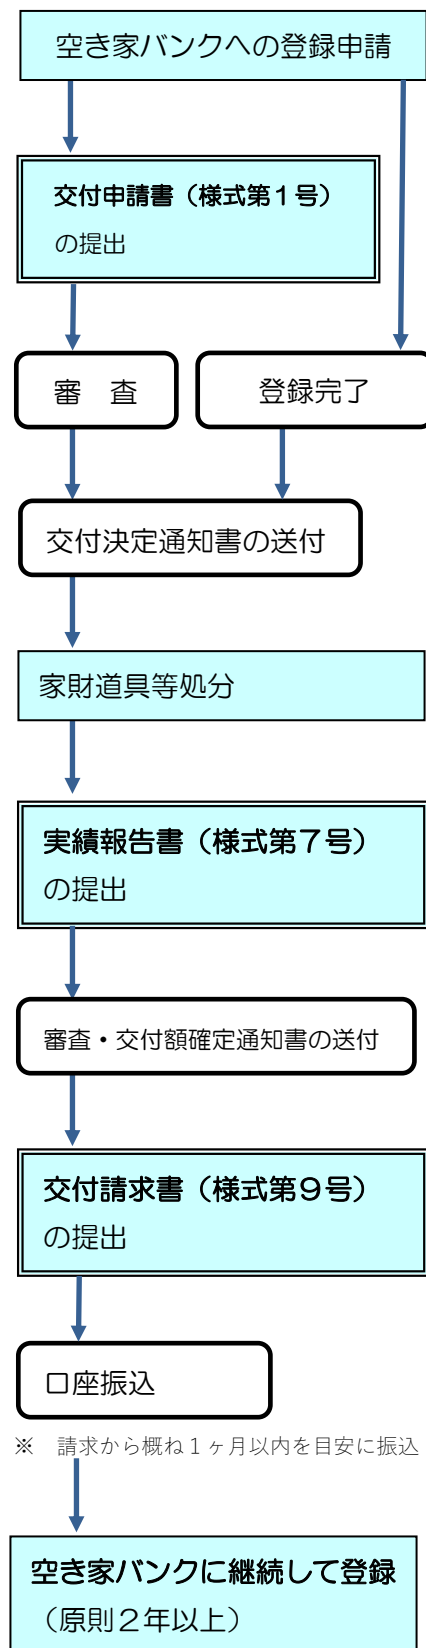 空き家バンクへの登録申請
交付申請書（様式第１号）
の提出
審　査
登録完了
交付決定通知書の送付
家財道具等処分
実績報告書（様式第７号）
の提出
審査・交付額確定通知書の送付
交付請求書（様式第９号）
の提出
口座振込
※　請求から概ね１ヶ月以内を目安に振込
空き家バンクに継続して登録
（原則２年以上）